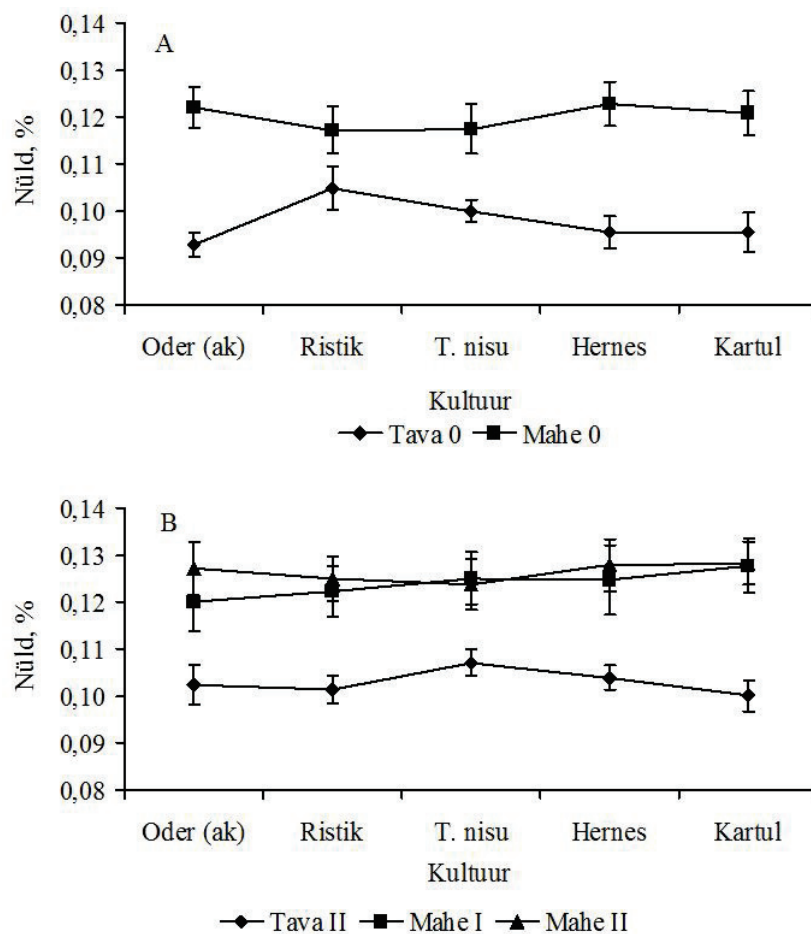 A
Nüld, %
0,14
0,13
0,12
0,11
0,10
0,09
0,08
Oder (ak) Ristik T. nisu Hernes Kartul
Kultuur
Tava 0 Mahe 0
B
Nüld, %
0,14
0,13
0,12
0,11
0,10
0,09
0,08
Oder (ak) Ristik T. nisu Hernes Kartul
Kultuur
Tava II Mahe I Mahe II